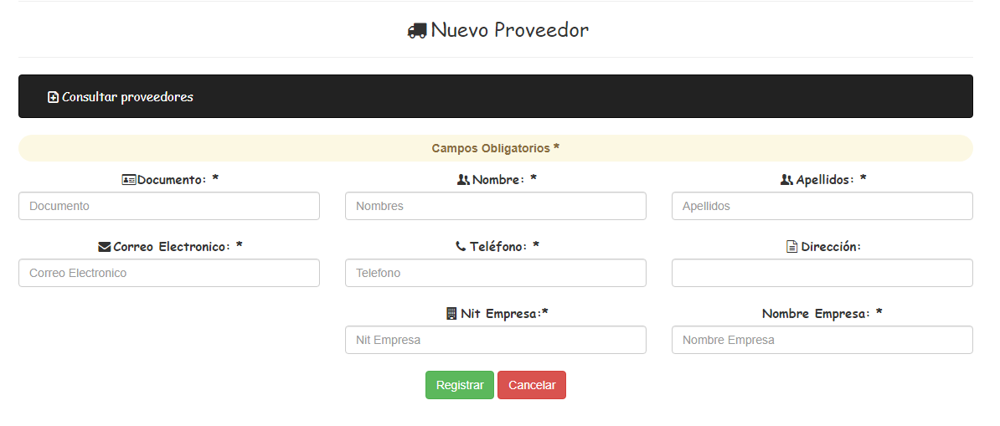 Nuevo Proveedor
Consultar proveedores
Campos Obligatorios *
Documento: * Nombre: * Apellidos: *
Documento Nombres Apellidos
Correo Electronico: * Teléfono: * Dirección:
Correo Electronico Telefono
Nit Empresa:* Nombre Empresa: *
Nit Empresa Nombre Empresa
Registrar Cancelar